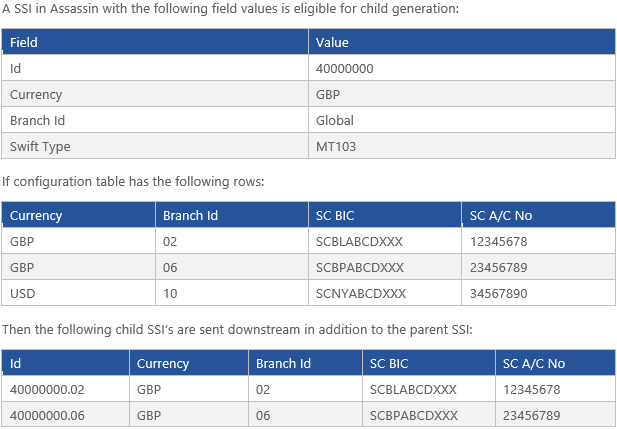 A SSI in Assassin with the following field values is eligible for child generation:
Field Value
Id 40000000
Currency GBP
Branch Id Global
Swift Type MT103
If configuration table has the following rows:
Currency Branch Id SC BIC SC A/C No
GBP 02 SCBLABCDXXX 12345678
GBP 06 SCBPABCDXXX 23456789
USD 10 SCNYABCDXXX 34567890
Then the following child SSI's are sent downstream in addition to the parent SSI:
Id Currency Branch Id SC BIC SC A/C No
40000000.02 GBP 02 SCBLABCDXXX 12345678
40000000.06 GBP 06 SCBPABCDXXX 23456789